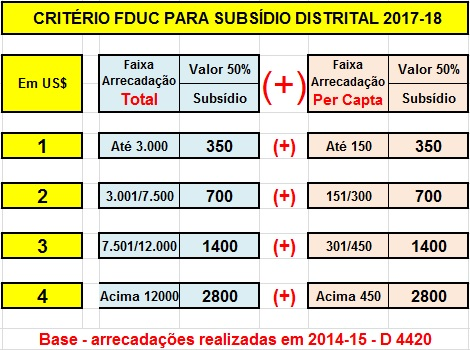 CRITÉRIO FDUC PARA SUBSÍDIO DISTRITAL 2017-18
Em US$
Faixa Arrecadação Total
Valor 50%
Subsídio
(+)
Faixa Arrecadação Per Capta
Valor 50%
Subsídio
1 Até 3.000 350 (+) Até 150 350
2 3.001/7.500 700 (+) 151/300 700
3 7.501/12.000 1400 (+) 301/450 1400
4 Acima 12000 2800 (+) Acima 450 2800
Base - arrecadações realizadas em 2014-15 - D 4420